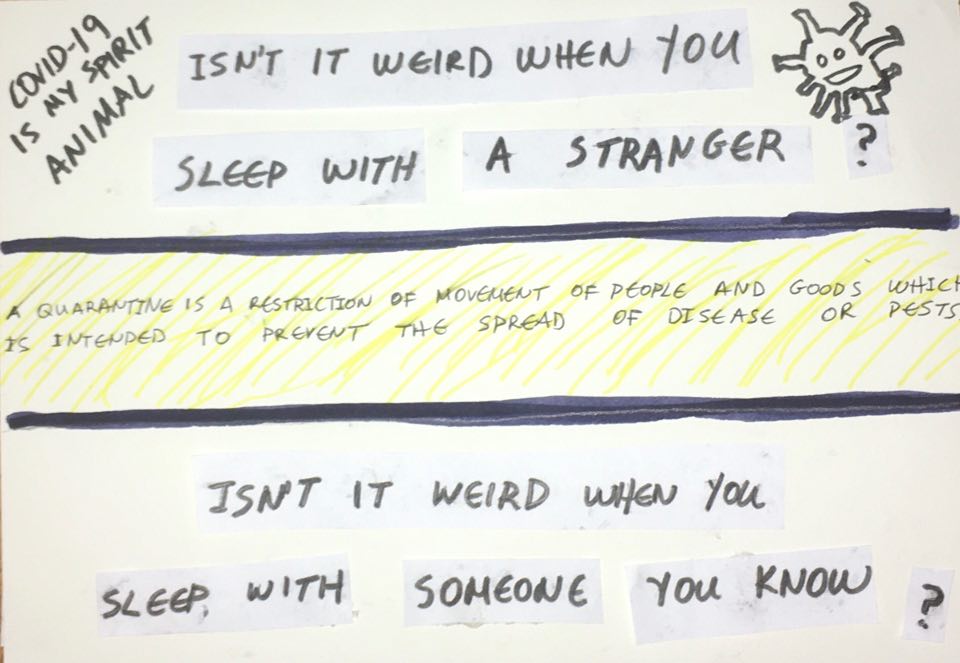 COVID-19
IS MY SPIRIT
ANIMAL
ISN'T IT WEIRD WHEN YOU
SLEEP WITH A STRANGER ?
A QUARANTINE IS A RESTRICTION OF MOVEMENT OF PEOPLE AND GOODS WHICH
IS INTENDED TO PREVENT THE SPREAD OF DISEASE OR PESTS.
ISN'T IT WEIRD WHEN YOU
SLEEP WITH SOMEONE YOU KNOW ?